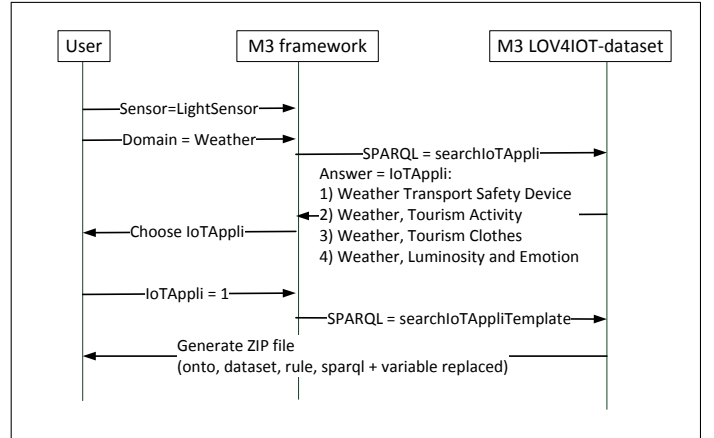 User
M3 framework
M3 LOV4IOT-dataset
Sensor=LightSensor
Domain = Weather
SPARQL = searchIoTAppli
Answer = IoTAppli:
1) Weather Transport Safety Device
2) Weather, Tourism Activity
3) Weather, Tourism Clothes
4) Weather, Luminosity and Emotion
Choose IoTAppli
IoTAppli = 1
SPARQL = searchIoTAppliTemplate
Generate ZIP file
(onto, dataset, rule, sparql + variable replaced)